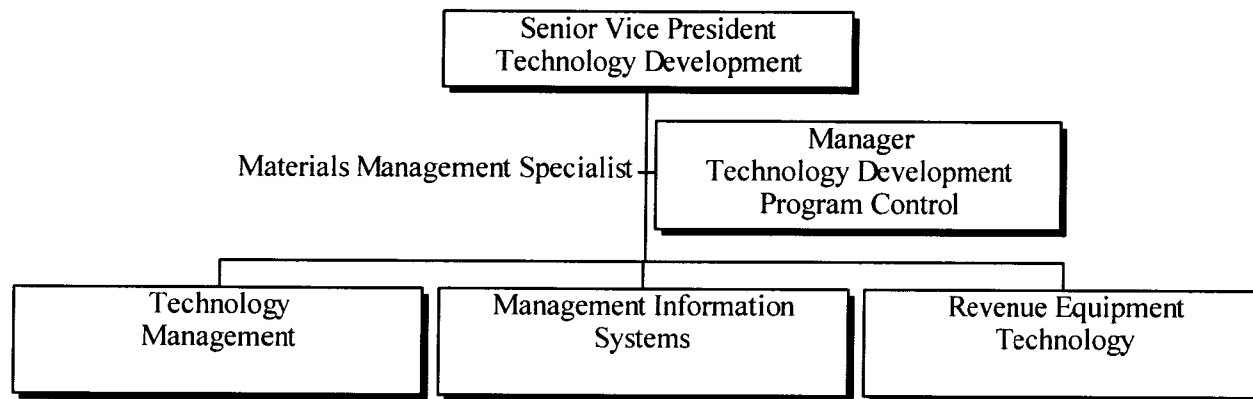 Senior Vice President
Technology Development
Materials Management Specialist
Manager
Technology Development
Program Control
Technology
Management
Management Information
Systems
Revenue Equipment
Technology